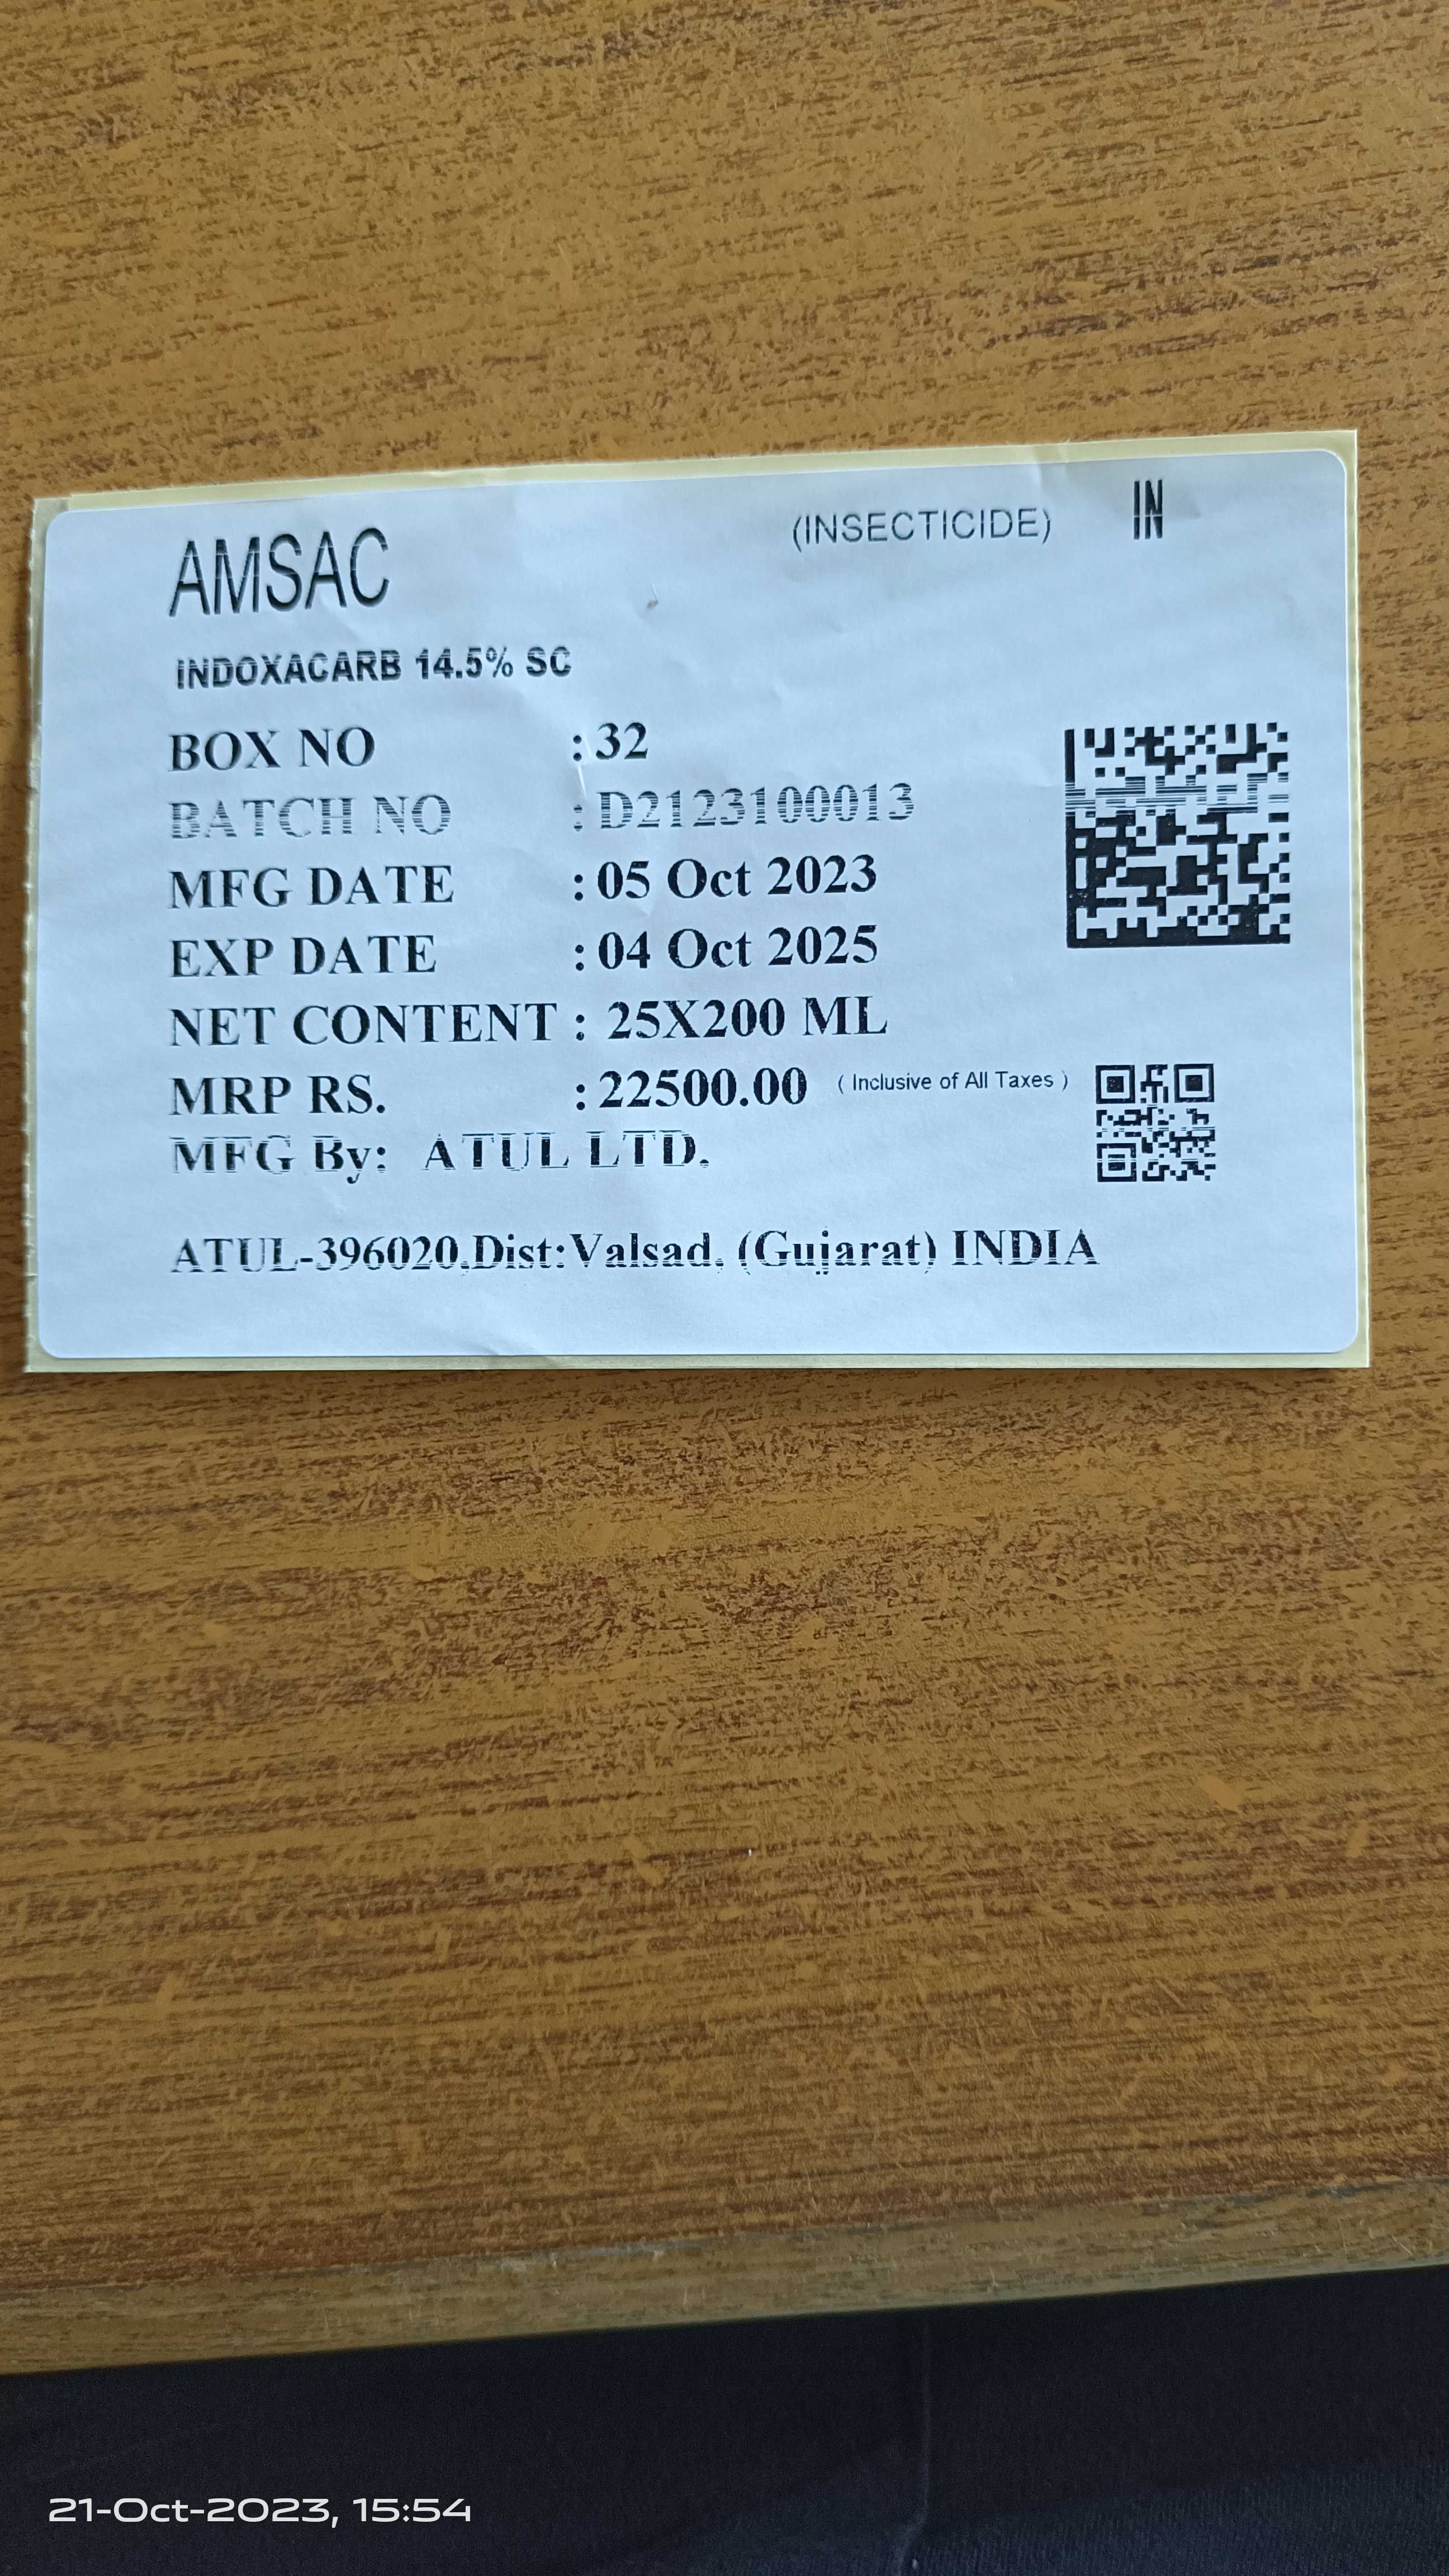 AMSAC (INSECTICIDE) IN
INDOXACARB 14.5% SC
BOX NO : 32
BATCH NO : D2123100013
MFG DATE : 05 Oct 2023
EXP DATE : 04 Oct 2025
NET CONTENT : 25X200 ML
MRP RS. : 22500.00 ( Inclusive of All Taxes )
MFG By: ATUL LTD.
ATUL-396020,Dist:Valsad, (Gujarat) INDIA
21-Oct-2023, 15:54